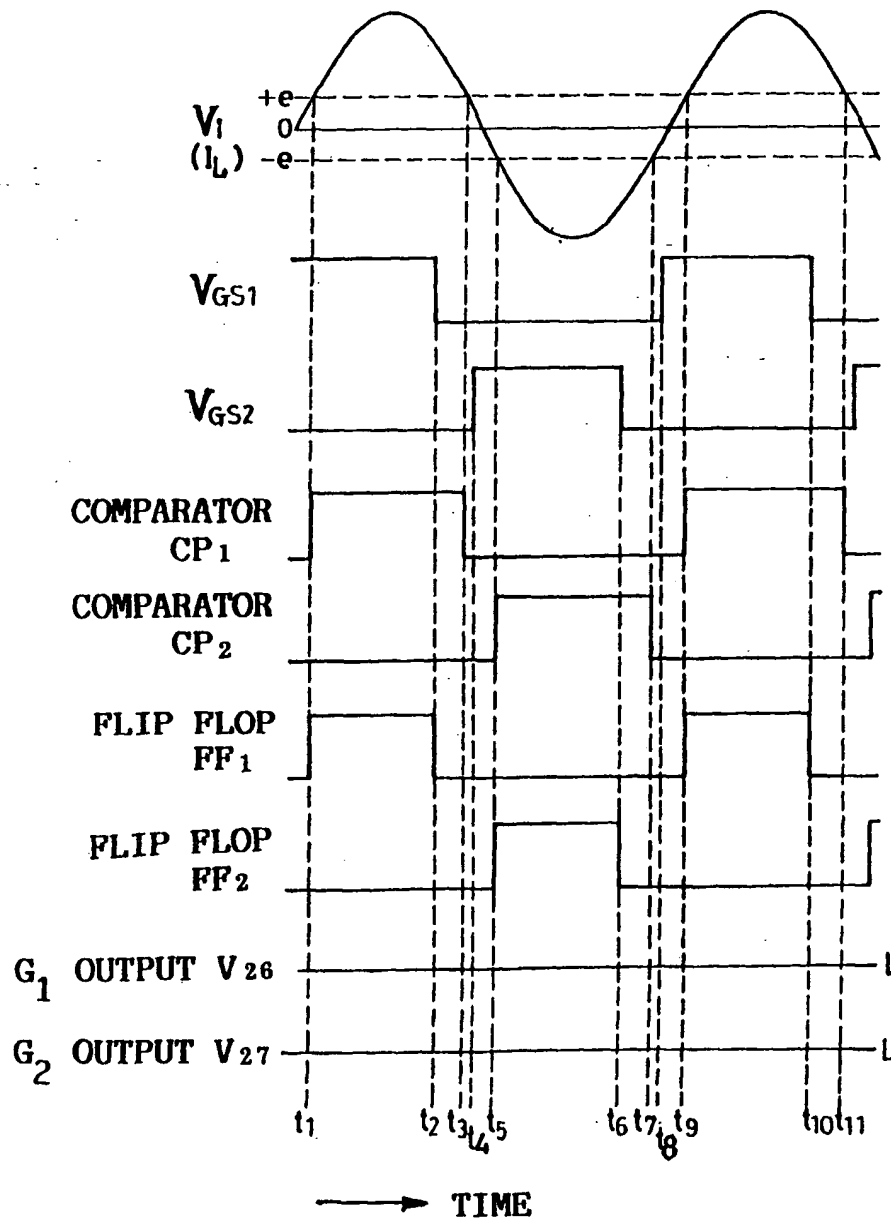 +e
V1 0
(IL) -e
VGS1
VGS2
COMPARATOR
CP1
COMPARATOR
CP2
FLIP FLOP
FF1
FLIP FLOP
FF2
G1 OUTPUT V26 L
G2 OUTPUT V27 L
t1 t2 t3 t4 t5 t6 t7 t8 t9 t10 t11
TIME